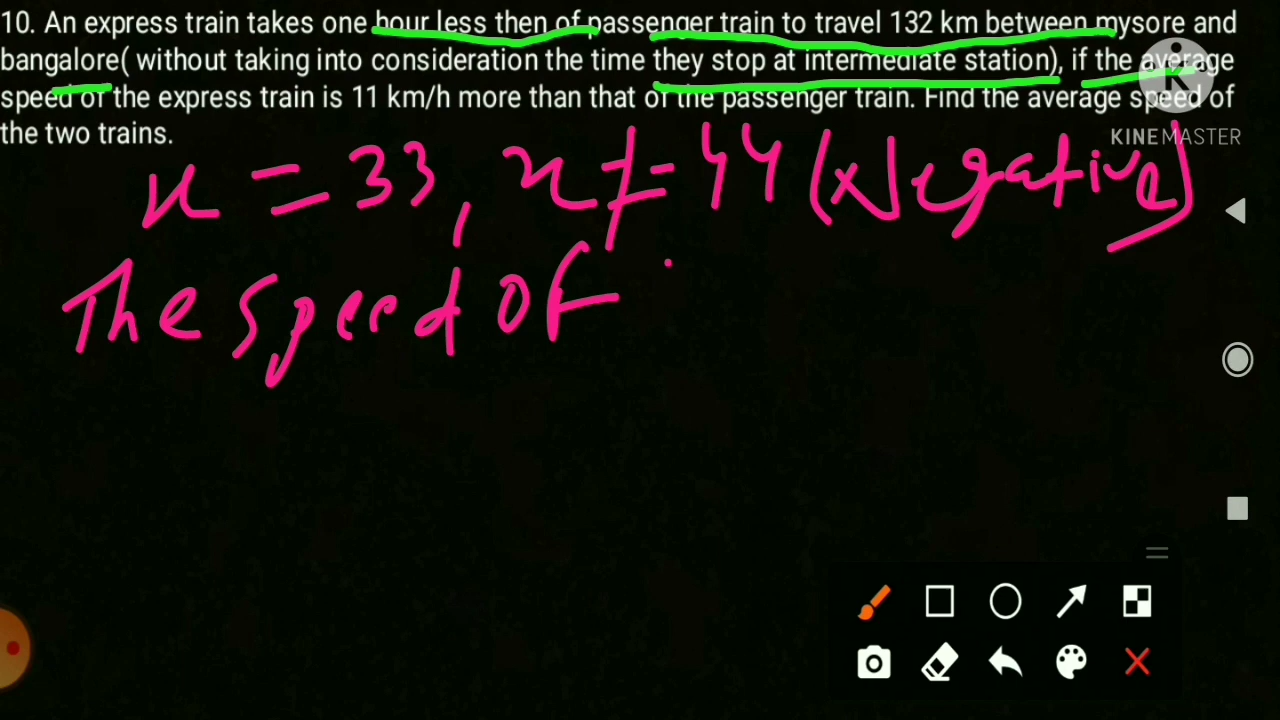 10. An express train takes one hour less then of passenger train to travel 132 km between mysore and
bangalore( without taking into consideration the time they stop at intermediate station), if the average
speed of the express train is 11 km/h more than that of the passenger train. Find the average speed of
the two trains.
KINEMASTER
x = 33, x ≠ -44 (Negative)
The speed of